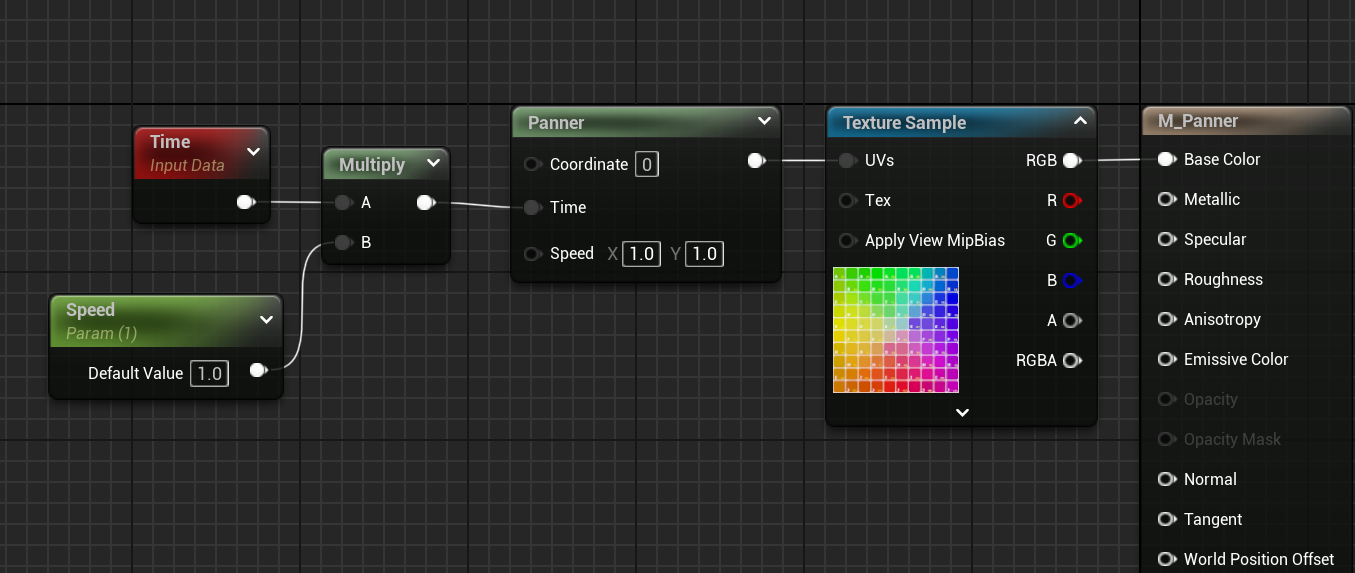 Time
Input Data
Speed
Param (1)
Default Value 1.0
Multiply
A
B
Panner
Coordinate 0
Time
Speed X 1.0 Y 1.0
Texture Sample
UVs RGB
Tex R
Apply View MipBias G
B
A
RGBA
M_Panner
Base Color
Metallic
Specular
Roughness
Anisotropy
Emissive Color
Opacity
Opacity Mask
Normal
Tangent
World Position Offset